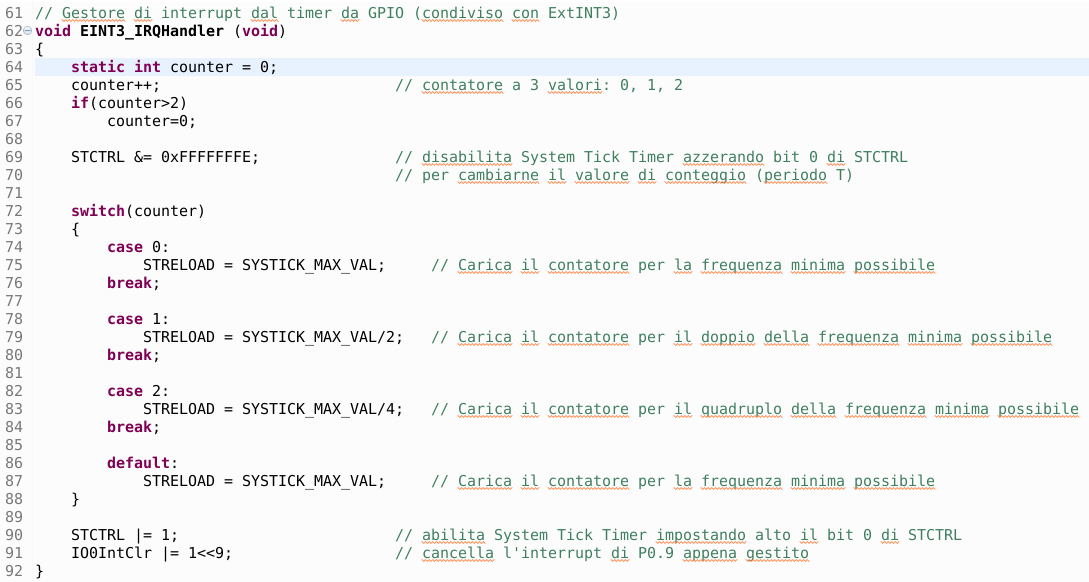 61 // Gestore di interrupt dal timer da GPIO (condiviso con ExtINT3)
62 void EINT3_IRQHandler (void)
63 {
64     static int counter = 0;
65     counter++;                          // contatore a 3 valori: 0, 1, 2
66     if(counter>2)
67         counter=0;
68
69     STCTRL &= 0xFFFFFFFE;               // disabilita System Tick Timer azzerando bit 0 di STCTRL
70                                         // per cambiarne il valore di conteggio (periodo T)
71
72     switch(counter)
73     {
74         case 0:
75             STRELOAD = SYSTICK_MAX_VAL;     // Carica il contatore per la frequenza minima possibile
76         break;
77
78         case 1:
79             STRELOAD = SYSTICK_MAX_VAL/2;   // Carica il contatore per il doppio della frequenza minima possibile
80         break;
81
82         case 2:
83             STRELOAD = SYSTICK_MAX_VAL/4;   // Carica il contatore per il quadruplo della frequenza minima possibile
84         break;
85
86         default:
87             STRELOAD = SYSTICK_MAX_VAL;     // Carica il contatore per la frequenza minima possibile
88     }
89
90     STCTRL |= 1;                        // abilita System Tick Timer impostando alto il bit 0 di STCTRL
91     IO0IntClr |= 1<<9;                  // cancella l'interrupt di P0.9 appena gestito
92 }